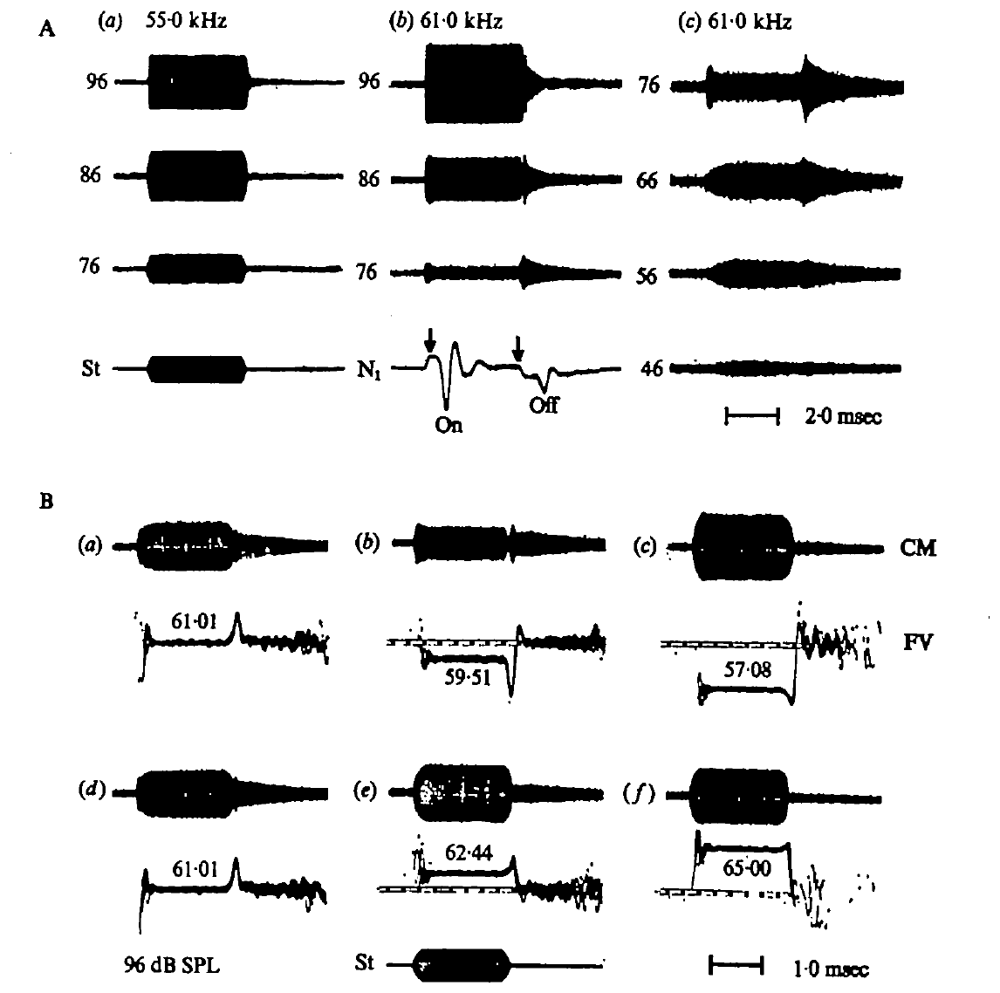 A (a) 55·0 kHz (b) 61·0 kHz (c) 61·0 kHz
96 96 76
86 86 66
76 76 56
St N₁ 46
On Off
2·0 msec
B
(a) (b) (c) CM
61·01 59·51 57·08 FV
(d) (e) (f)
61·01 62·44 65·00
96 dB SPL St 1·0 msec